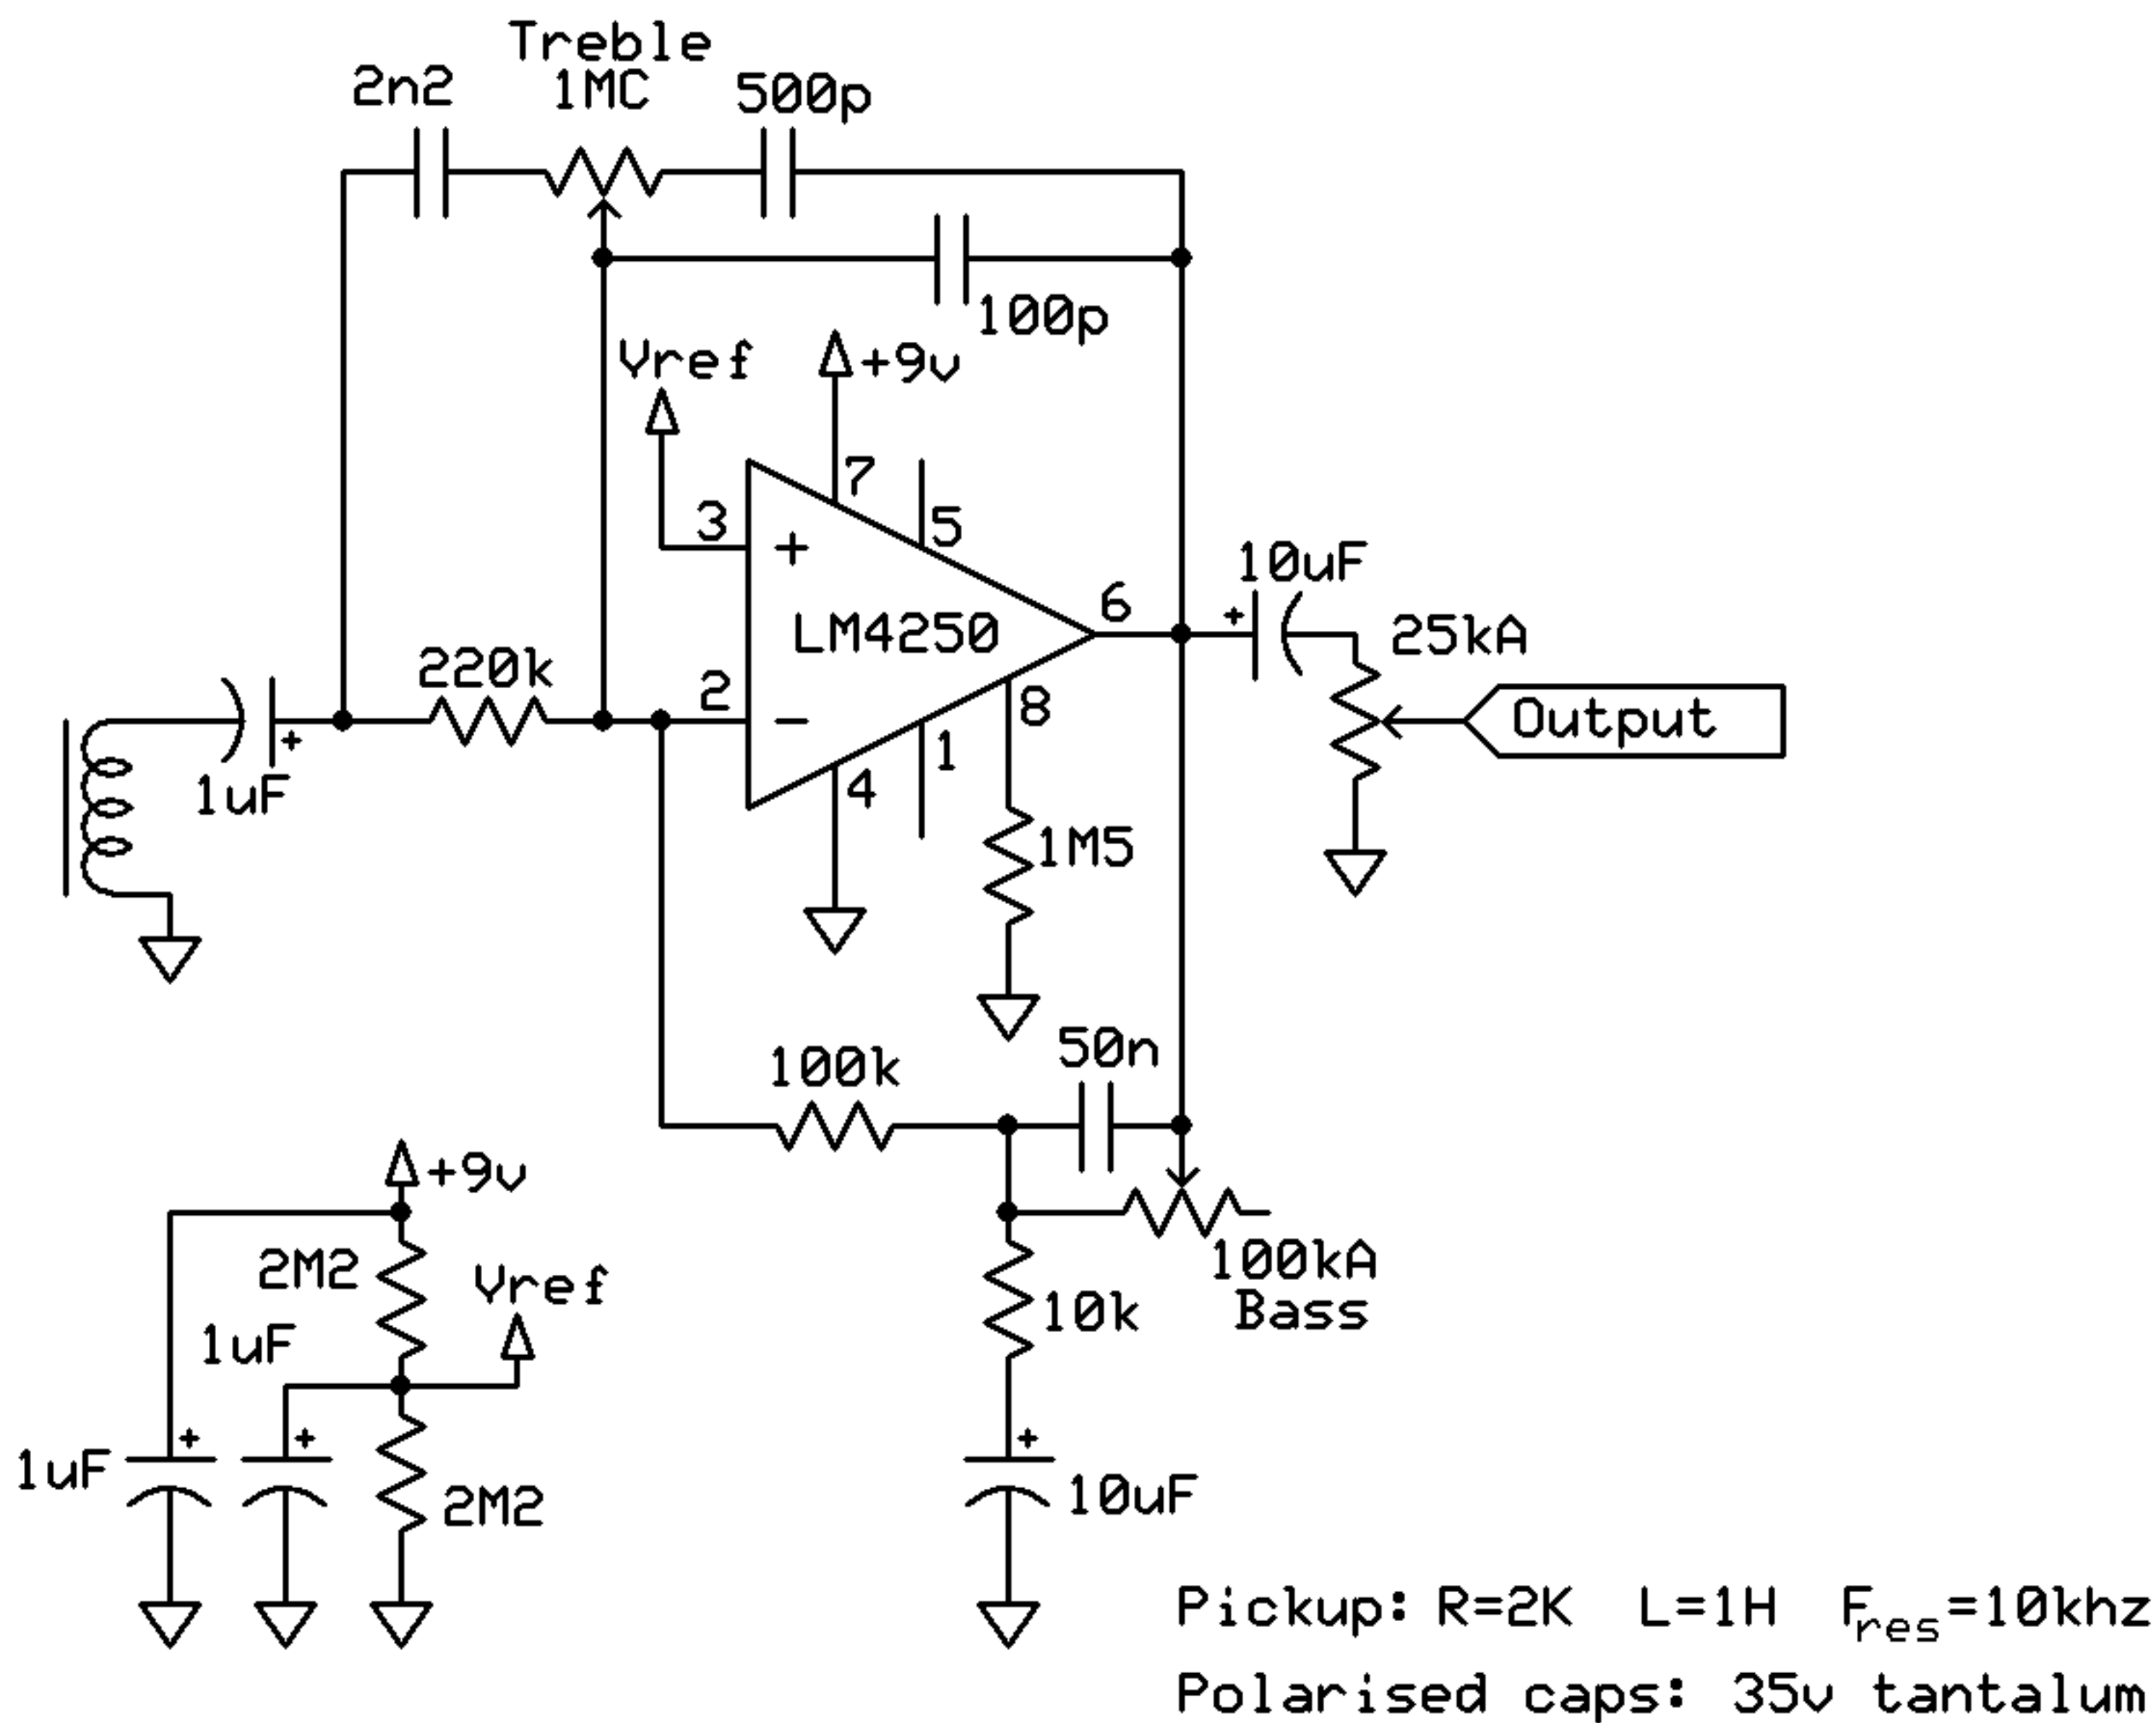 Treble
1MC
2n2
500p
100p
Vref
+9v
7
5
3
+
6
LM4250
10uF
+
25kA
Output
220k
2
-
8
1
4
1uF
+
1M5
100k
50n
+9v
2M2
Vref
100kA
Bass
10k
1uF
+
+
+
1uF
2M2
10uF
Pickup: R=2K L=1H Fres=10khz
Polarised caps: 35v tantalum